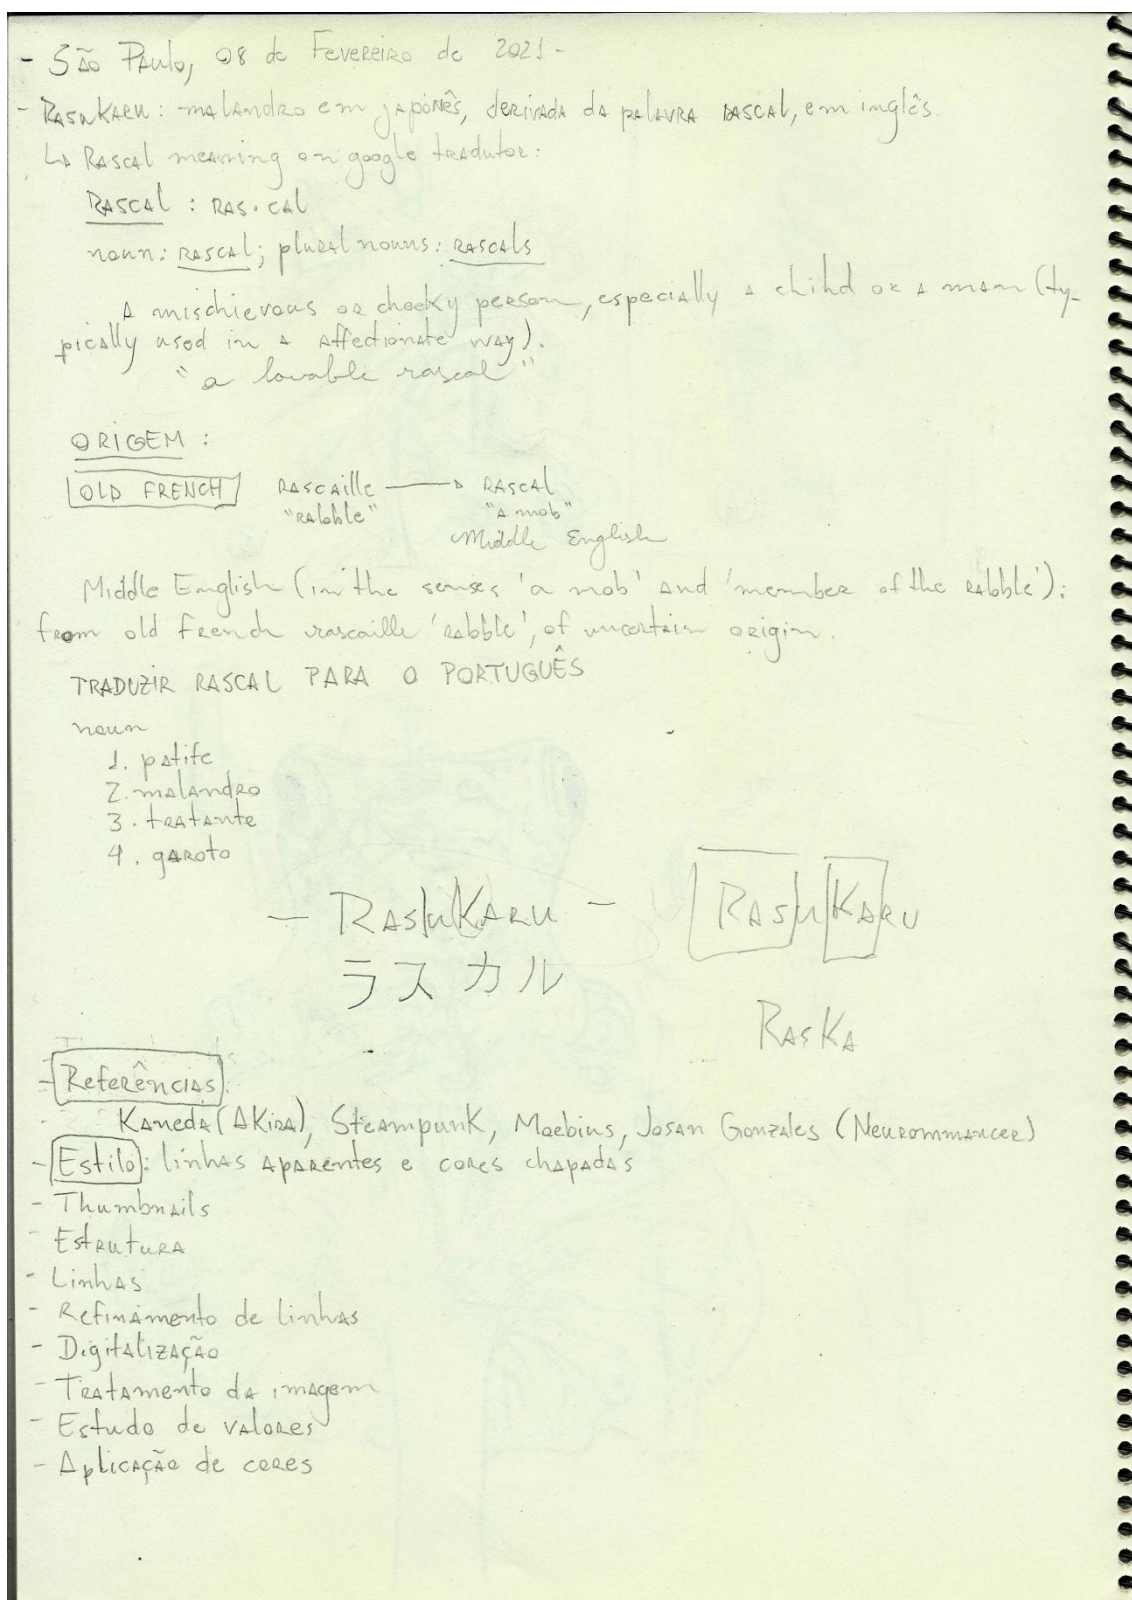 - São Paulo, 08 de Fevereiro de 2021 -
- Rasukaru: malandro em japonês, derivada da palavra rascal, em inglês.
↳ Rascal meaning on google tradutor:
RASCAL : RAS・CAL
noun: rascal; plural nouns: rascals
A mischievous or cheeky person, especially a child or a man (ty-
pically used in a affectionate way).
"a lovable rascal"
ORIGEM :
OLD FRENCH RASCAILLE → RASCAL
"rabble" "a mob"
Middle English
Middle English (in the senses 'a mob' and 'member of the rabble'):
from old french rascaille 'rabble', of uncertain origin.
TRADUZIR RASCAL PARA O PORTUGUÊS
noun
1. patife
2. malandro
3. tratante
4. garoto
- RasuKaru - RasuKaru
ラスカル
RasKa
- Referências:
Kaneda (Akira), Steampunk, Moebius, Josan Gonzales (Neurommancer)
- Estilo: linhas aparentes e cores chapadas
- Thumbnails
- Estrutura
- Linhas
- Refinamento de linhas
- Digitalização
- Tratamento da imagem
- Estudo de valores
- Aplicação de cores